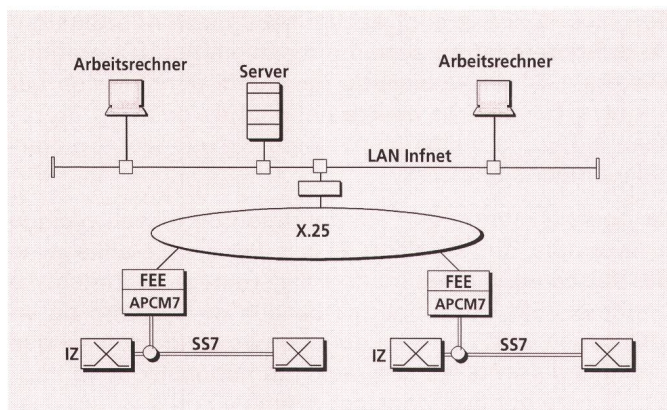 Arbeitsrechner
Server
Arbeitsrechner
LAN Infnet
X.25
FEE
APCM7
FEE
APCM7
IZ
SS7
IZ
SS7